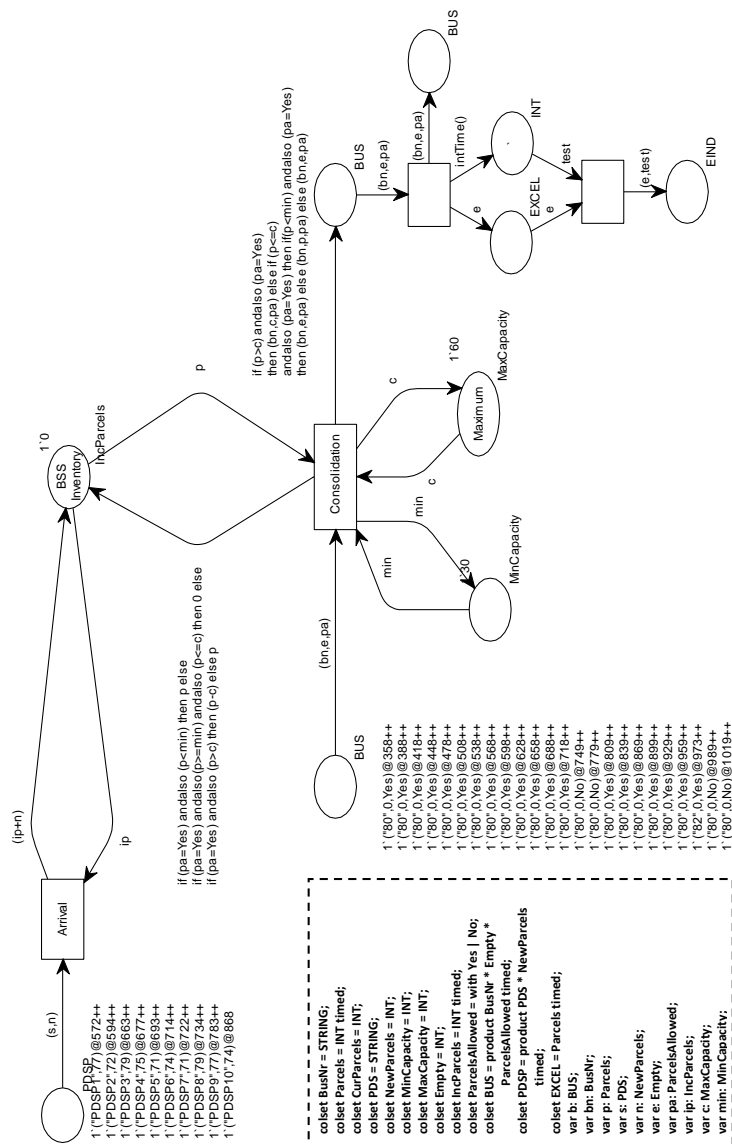 PDSP
1`("PDSP1",77)@572++
1`("PDSP2",72)@594++
1`("PDSP3",79)@663++
1`("PDSP4",75)@677++
1`("PDSP5",71)@693++
1`("PDSP6",74)@714++
1`("PDSP7",71)@722++
1`("PDSP8",79)@734++
1`("PDSP9",77)@783++
1`("PDSP10",74)@868
(s,n)
Arrival
(ip+n)
ip
1`0
BSS
Inventory
IncParcels
p
if (pa=Yes) andalso (p<min) then p else
if (pa=Yes) andalso (p>=min) andalso (p<=c) then 0 else
if (pa=Yes) andalso (p>c) then (p-c) else p
if (p>c) andalso (pa=Yes)
then (bn,c,pa) else if (p<=c)
andalso (pa=Yes) then if(p<min) andalso (pa=Yes)
then (bn,e,pa) else (bn,p,pa) else (bn,e,pa)
BUS
(bn,e,pa)
Consolidation
BUS
(bn,e,pa)
(bn,e,pa)
BUS
min
min
1`30
MinCapacity
c
c
1`60
Maximum
MaxCapacity
e
intTime()
EXCEL
INT
e
test
(e,test)
EIND
1`("80",0,Yes)@358++
1`("80",0,Yes)@388++
1`("80",0,Yes)@418++
1`("80",0,Yes)@448++
1`("80",0,Yes)@478++
1`("80",0,Yes)@508++
1`("80",0,Yes)@538++
1`("80",0,Yes)@568++
1`("80",0,Yes)@598++
1`("80",0,Yes)@628++
1`("80",0,Yes)@658++
1`("80",0,Yes)@688++
1`("80",0,Yes)@718++
1`("80",0,No)@749++
1`("80",0,No)@779++
1`("80",0,Yes)@809++
1`("80",0,Yes)@839++
1`("80",0,Yes)@869++
1`("80",0,Yes)@899++
1`("80",0,Yes)@929++
1`("80",0,Yes)@959++
1`("82",0,Yes)@973++
1`("80",0,No)@989++
1`("80",0,No)@1019++
colset BusNr = STRING;
colset Parcels = INT timed;
colset CurParcels = INT;
colset PDS = STRING;
colset NewParcels = INT;
colset MinCapacity = INT;
colset MaxCapacity = INT;
colset Empty = INT;
colset IncParcels = INT timed;
colset ParcelsAllowed = with Yes | No;
colset BUS = product BusNr * Empty *
ParcelsAllowed timed;
colset PDSP = product PDS * NewParcels
timed;
colset EXCEL = Parcels timed;
var b: BUS;
var bn: BusNr;
var p: Parcels;
var s: PDS;
var n: NewParcels;
var e: Empty;
var pa: ParcelsAllowed;
var ip: IncParcels;
var c: MaxCapacity;
var min: MinCapacity;